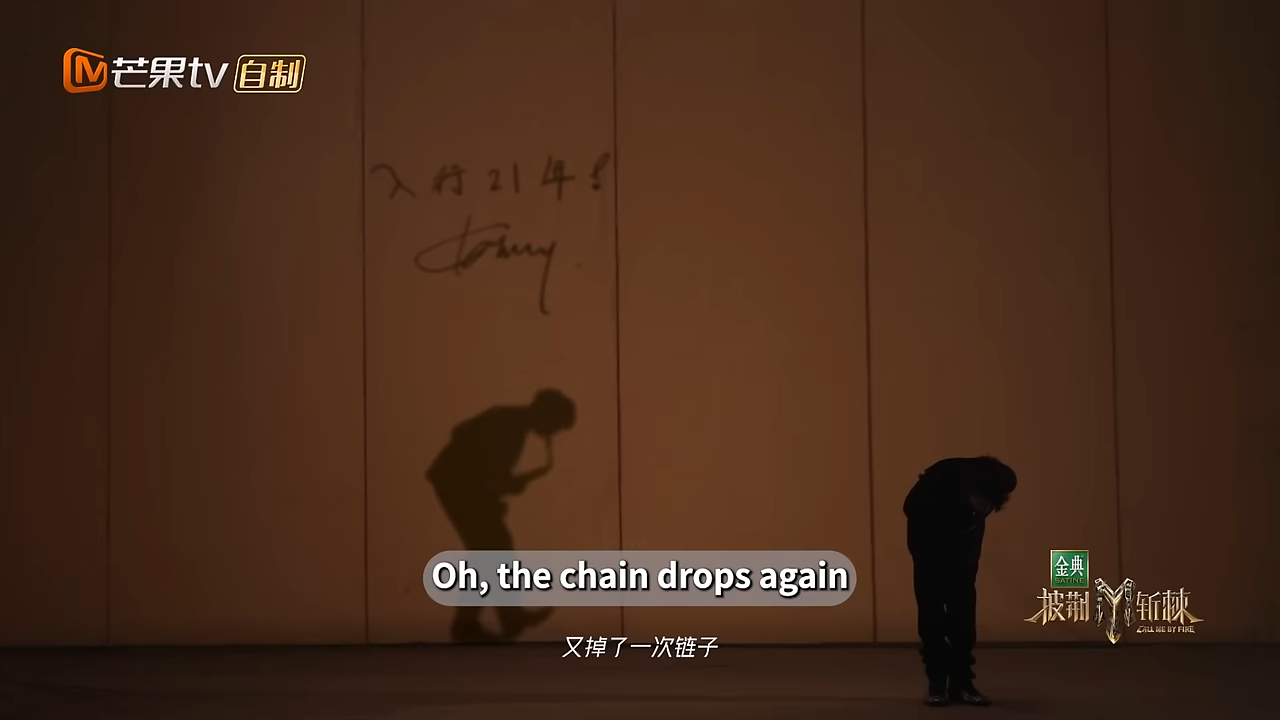 芒果tv 自制
入行21年!
Oh, the chain drops again
又掉了一次链子
金典
SATINE
披荆斩棘
CALL ME BY FIRE